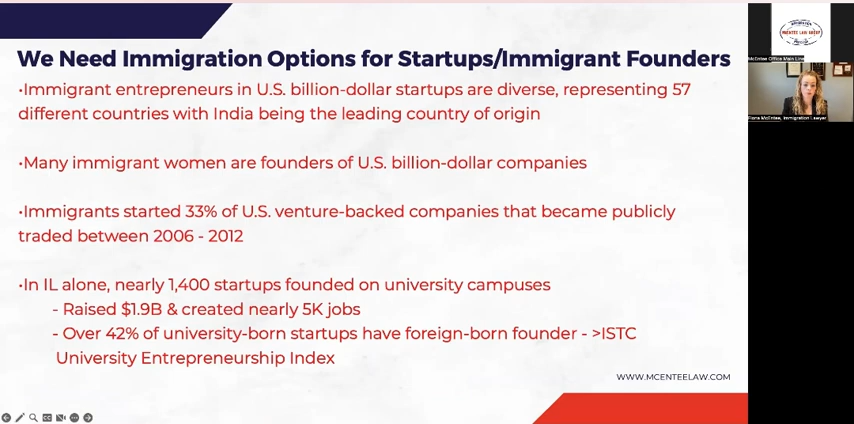 We Need Immigration Options for Startups/Immigrant Founders
•Immigrant entrepreneurs in U.S. billion-dollar startups are diverse, representing 57
different countries with India being the leading country of origin
•Many immigrant women are founders of U.S. billion-dollar companies
•Immigrants started 33% of U.S. venture-backed companies that became publicly
traded between 2006 - 2012
•In IL alone, nearly 1,400 startups founded on university campuses
- Raised $1.9B & created nearly 5K jobs
- Over 42% of university-born startups have foreign-born founder - >ISTC
University Entrepreneurship Index
WWW.MCENTEELAW.COM
MCENTEE LAW GROUP
McEntee Office Main Line
Fiona McEntee, Immigration Lawyer